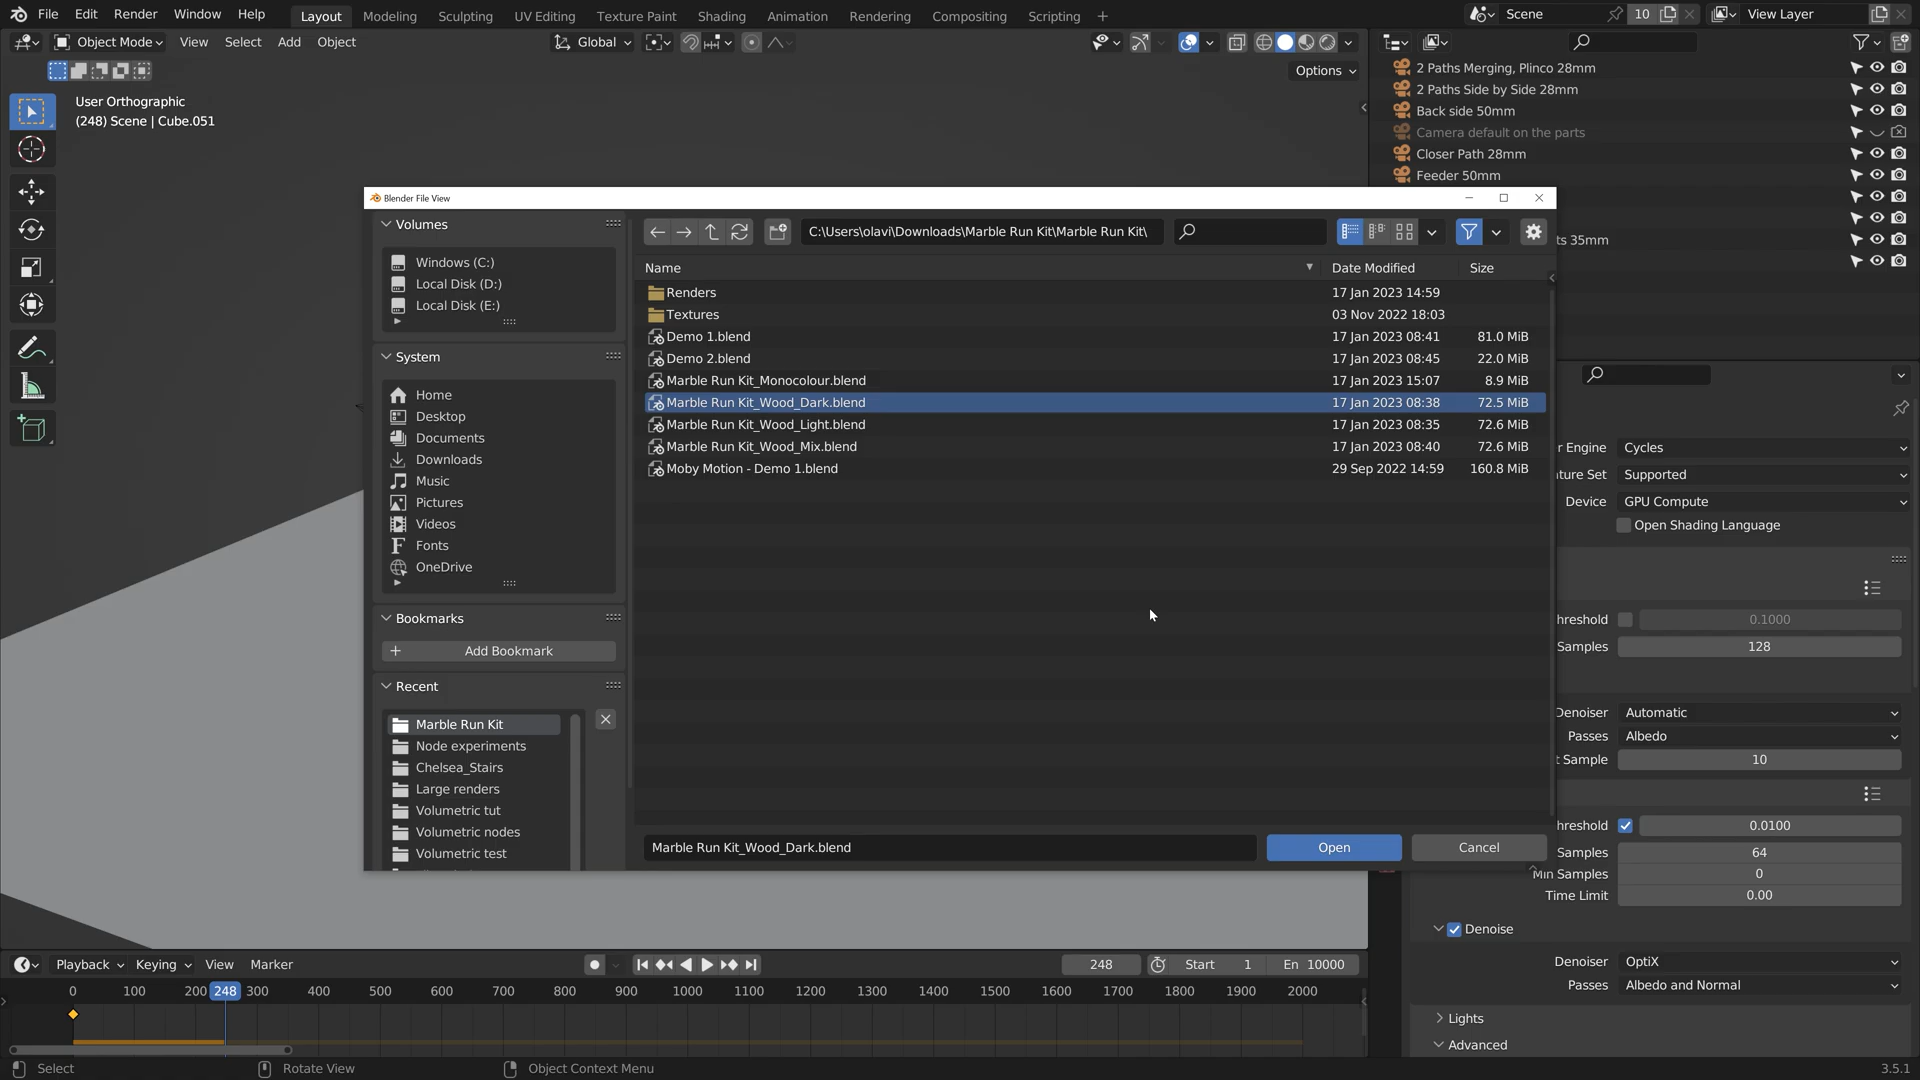 File Edit Render Window Help Layout Modeling Sculpting UV Editing Texture Paint Shading Animation Rendering Compositing Scripting + Scene 10 View Layer
Object Mode View Select Add Object Global
Options
User Orthographic
(248) Scene | Cube.051
2 Paths Merging, Plinco 28mm
2 Paths Side by Side 28mm
Back side 50mm
Camera default on the parts
Closer Path 28mm
Feeder 50mm
ts 35mm
Blender File View
Volumes
Windows (C:)
Local Disk (D:)
Local Disk (E:)
System
Home
Desktop
Documents
Downloads
Music
Pictures
Videos
Fonts
OneDrive
Bookmarks
+ Add Bookmark
Recent
Marble Run Kit
Node experiments
Chelsea_Stairs
Large renders
Volumetric tut
Volumetric nodes
Volumetric test
C:\Users\olavi\Downloads\Marble Run Kit\Marble Run Kit\
Name Date Modified Size
Renders 17 Jan 2023 14:59
Textures 03 Nov 2022 18:03
Demo 1.blend 17 Jan 2023 08:41 81.0 MiB
Demo 2.blend 17 Jan 2023 08:45 22.0 MiB
Marble Run Kit_Monocolour.blend 17 Jan 2023 15:07 8.9 MiB
Marble Run Kit_Wood_Dark.blend 17 Jan 2023 08:38 72.5 MiB
Marble Run Kit_Wood_Light.blend 17 Jan 2023 08:35 72.6 MiB
Marble Run Kit_Wood_Mix.blend 17 Jan 2023 08:40 72.6 MiB
Moby Motion - Demo 1.blend 29 Sep 2022 14:59 160.8 MiB
Marble Run Kit_Wood_Dark.blend Open Cancel
r Engine Cycles
ture Set Supported
Device GPU Compute
Open Shading Language
hreshold 0.1000
Samples 128
Denoiser Automatic
Passes Albedo
t Sample 10
hreshold 0.0100
Samples 64
Min Samples 0
Time Limit 0.00
Denoise
Denoiser OptiX
Passes Albedo and Normal
Lights
Advanced
Playback Keying View Marker 248 Start 1 En 10000
0 100 200 248 300 400 500 600 700 800 900 1000 1100 1200 1300 1400 1500 1600 1700 1800 1900 2000
Select Rotate View Object Context Menu 3.5.1